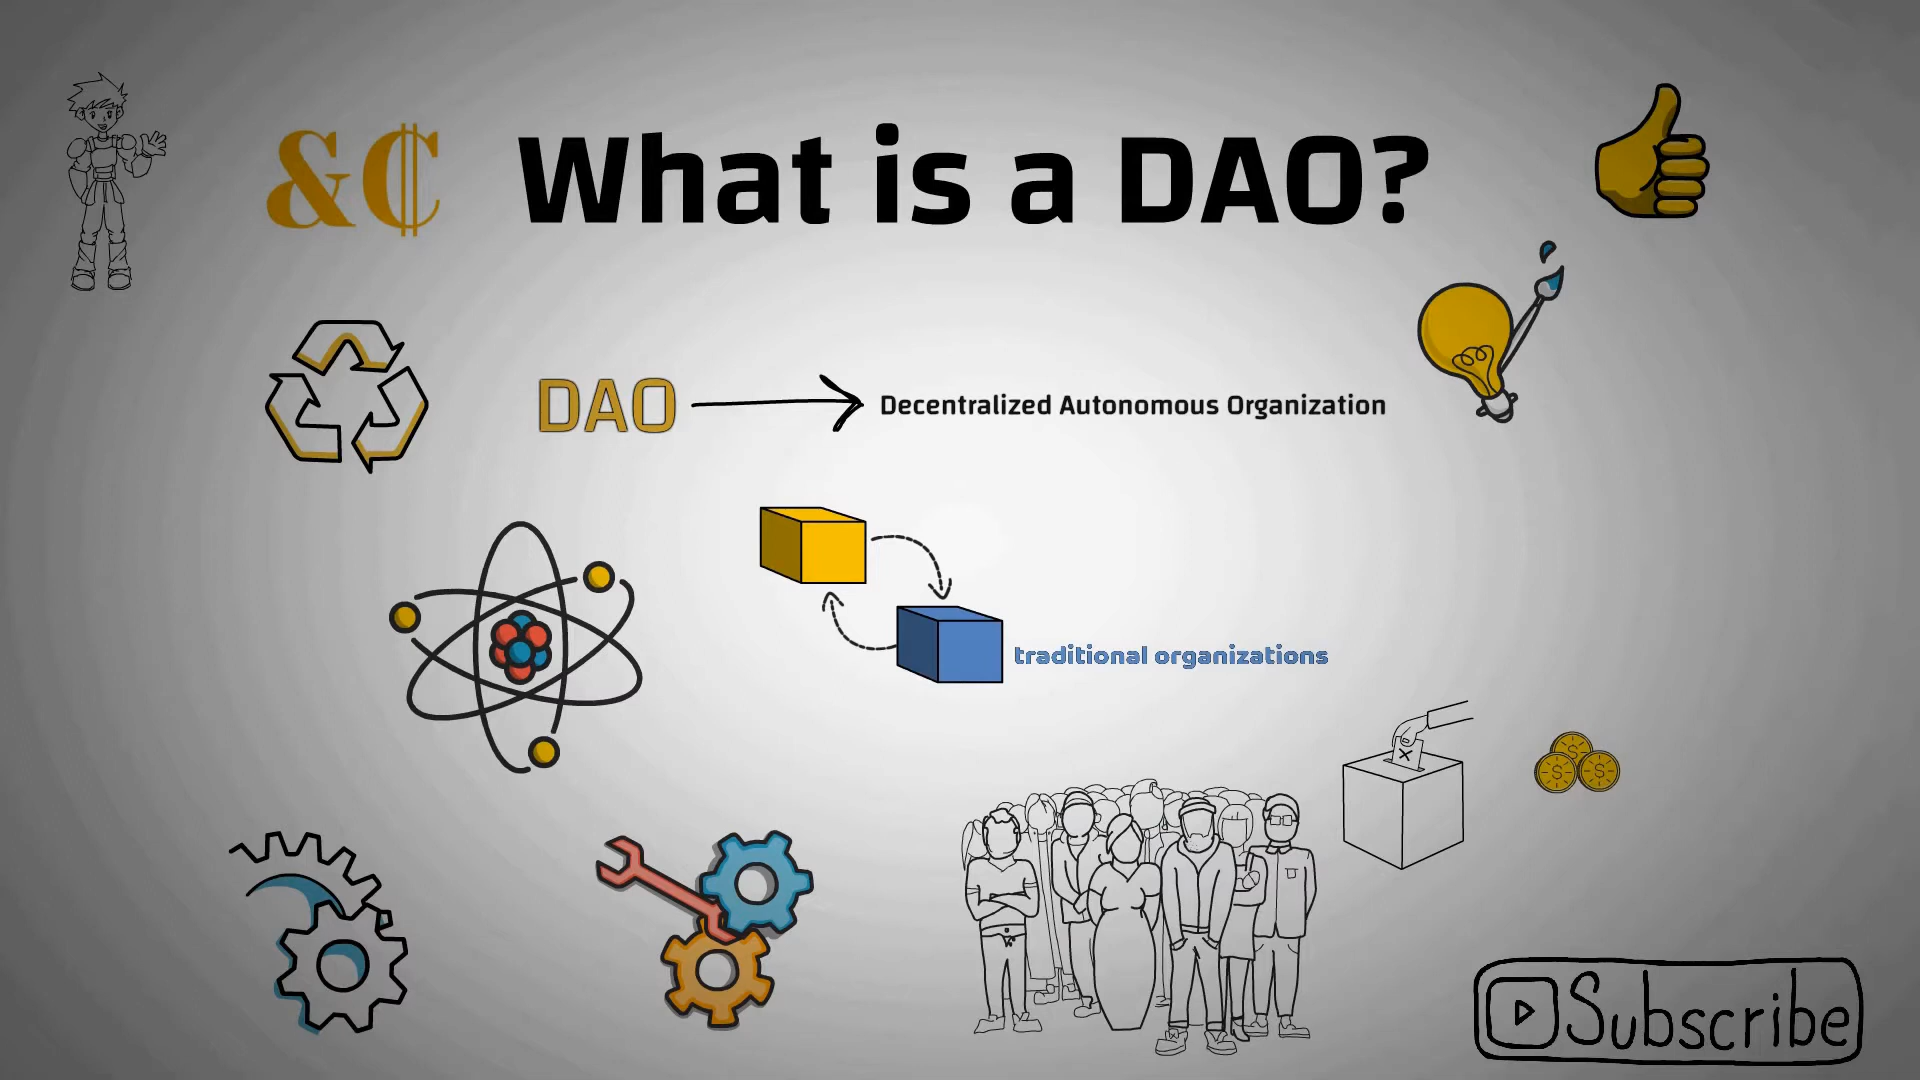 &₵
What is a DAO?
DAO
Decentralized Autonomous Organization
traditional organizations
x
$
$
$
Subscribe